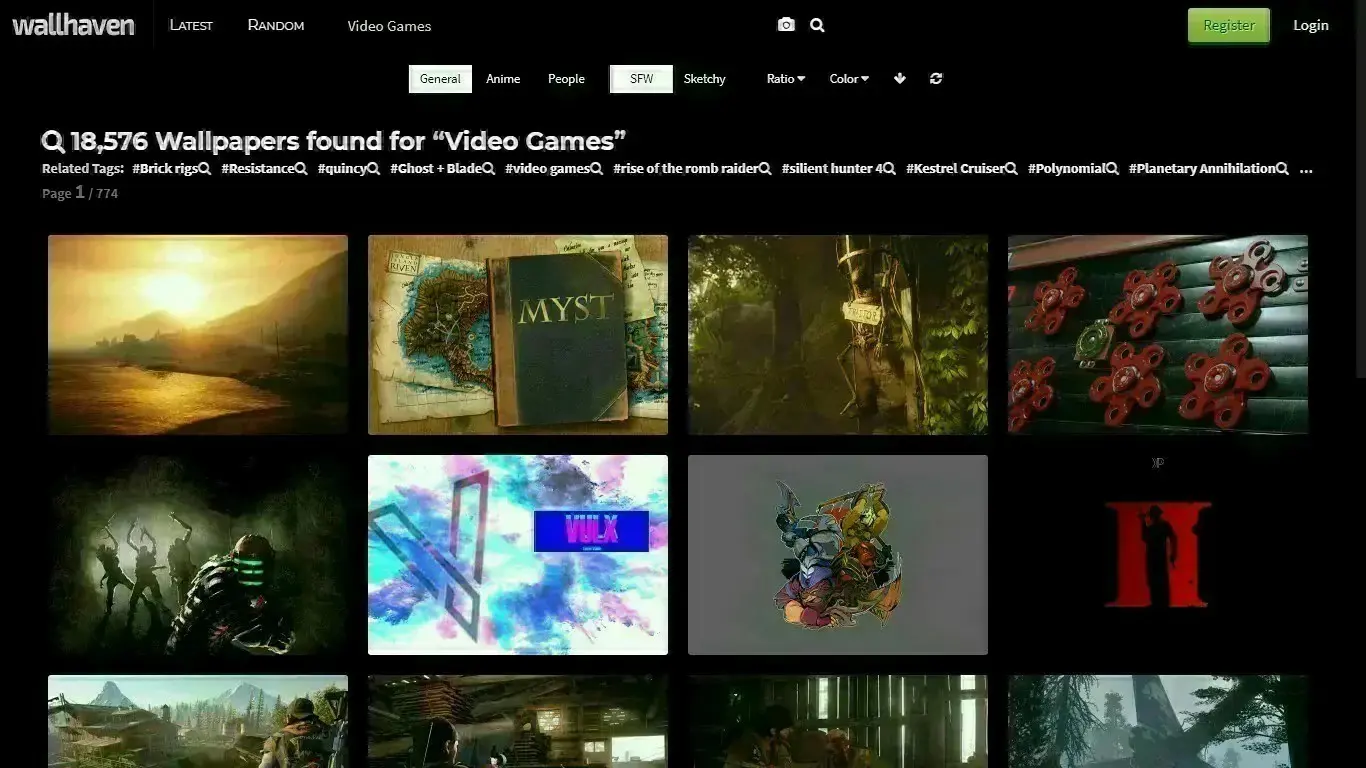 wallhaven LATEST RANDOM Video Games Register Login
General Anime People SFW Sketchy Ratio Color
18,576 Wallpapers found for “Video Games”
Related Tags: #Brick rigs #Resistance #quincy #Ghost + Blade #video games #rise of the romb raider #silient hunter 4 #Kestrel Cruiser #Polynomial #Planetary Annihilation ...
Page 1 / 774
RIVEN
MYST
TRAITOR
VULX